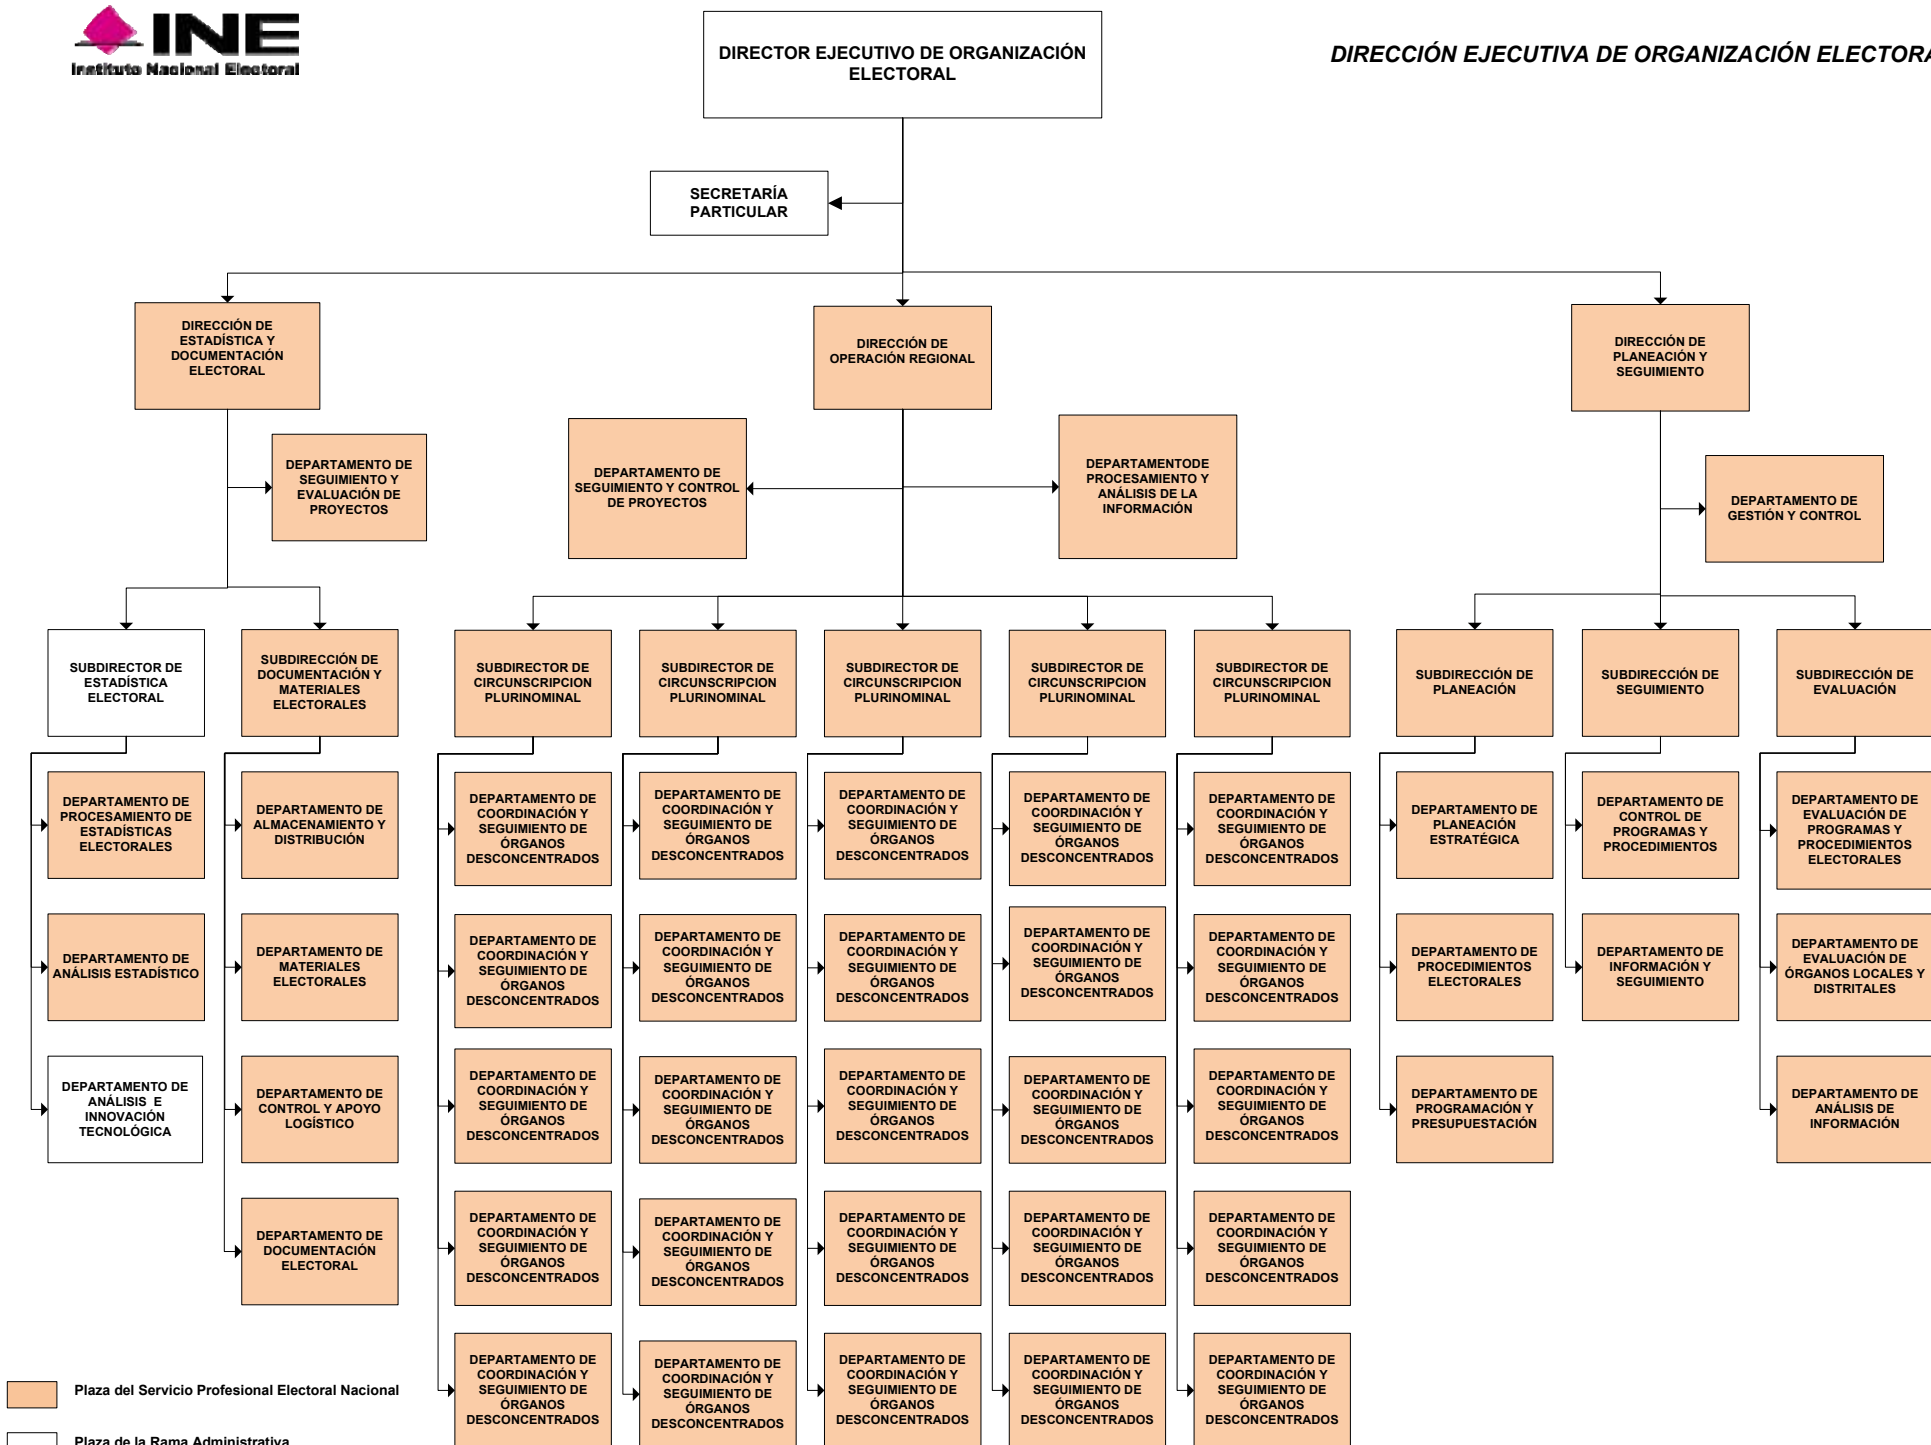 INE
Instituto Nacional Electoral
DIRECTOR EJECUTIVO DE ORGANIZACIÓN
ELECTORAL
DIRECCIÓN EJECUTIVA DE ORGANIZACIÓN ELECTORA
SECRETARÍA
PARTICULAR
DIRECCIÓN DE
ESTADÍSTICA Y
DOCUMENTACIÓN
ELECTORAL
DIRECCIÓN DE
OPERACIÓN REGIONAL
DIRECCIÓN DE
PLANEACIÓN Y
SEGUIMIENTO
DEPARTAMENTO DE
SEGUIMIENTO Y
EVALUACIÓN DE
PROYECTOS
DEPARTAMENTO DE
SEGUIMIENTO Y CONTROL
DE PROYECTOS
DEPARTAMENTODE
PROCESAMIENTO Y
ANÁLISIS DE LA
INFORMACIÓN
DEPARTAMENTO DE
GESTIÓN Y CONTROL
SUBDIRECTOR DE
ESTADÍSTICA
ELECTORAL
SUBDIRECCIÓN DE
DOCUMENTACIÓN Y
MATERIALES
ELECTORALES
SUBDIRECTOR DE
CIRCUNSCRIPCION
PLURINOMINAL
SUBDIRECTOR DE
CIRCUNSCRIPCION
PLURINOMINAL
SUBDIRECTOR DE
CIRCUNSCRIPCION
PLURINOMINAL
SUBDIRECTOR DE
CIRCUNSCRIPCION
PLURINOMINAL
SUBDIRECTOR DE
CIRCUNSCRIPCION
PLURINOMINAL
SUBDIRECCIÓN DE
PLANEACIÓN
SUBDIRECCIÓN DE
SEGUIMIENTO
SUBDIRECCIÓN DE
EVALUACIÓN
DEPARTAMENTO DE
PROCESAMIENTO DE
ESTADÍSTICAS
ELECTORALES
DEPARTAMENTO DE
ALMACENAMIENTO Y
DISTRIBUCIÓN
DEPARTAMENTO DE
COORDINACIÓN Y
SEGUIMIENTO DE
ÓRGANOS
DESCONCENTRADOS
DEPARTAMENTO DE
COORDINACIÓN Y
SEGUIMIENTO DE
ÓRGANOS
DESCONCENTRADOS
DEPARTAMENTO DE
COORDINACIÓN Y
SEGUIMIENTO DE
ÓRGANOS
DESCONCENTRADOS
DEPARTAMENTO DE
COORDINACIÓN Y
SEGUIMIENTO DE
ÓRGANOS
DESCONCENTRADOS
DEPARTAMENTO DE
COORDINACIÓN Y
SEGUIMIENTO DE
ÓRGANOS
DESCONCENTRADOS
DEPARTAMENTO DE
PLANEACIÓN
ESTRATÉGICA
DEPARTAMENTO DE
CONTROL DE
PROGRAMAS Y
PROCEDIMIENTOS
DEPARTAMENTO DE
EVALUACIÓN DE
PROGRAMAS Y
PROCEDIMIENTOS
ELECTORALES
DEPARTAMENTO DE
ANÁLISIS ESTADÍSTICO
DEPARTAMENTO DE
MATERIALES
ELECTORALES
DEPARTAMENTO DE
COORDINACIÓN Y
SEGUIMIENTO DE
ÓRGANOS
DESCONCENTRADOS
DEPARTAMENTO DE
COORDINACIÓN Y
SEGUIMIENTO DE
ÓRGANOS
DESCONCENTRADOS
DEPARTAMENTO DE
COORDINACIÓN Y
SEGUIMIENTO DE
ÓRGANOS
DESCONCENTRADOS
DEPARTAMENTO DE
COORDINACIÓN Y
SEGUIMIENTO DE
ÓRGANOS
DESCONCENTRADOS
DEPARTAMENTO DE
COORDINACIÓN Y
SEGUIMIENTO DE
ÓRGANOS
DESCONCENTRADOS
DEPARTAMENTO DE
PROCEDIMIENTOS
ELECTORALES
DEPARTAMENTO DE
INFORMACIÓN Y
SEGUIMIENTO
DEPARTAMENTO DE
EVALUACIÓN DE
ÓRGANOS LOCALES Y
DISTRITALES
DEPARTAMENTO DE
ANÁLISIS E
INNOVACIÓN
TECNOLÓGICA
DEPARTAMENTO DE
CONTROL Y APOYO
LOGÍSTICO
DEPARTAMENTO DE
COORDINACIÓN Y
SEGUIMIENTO DE
ÓRGANOS
DESCONCENTRADOS
DEPARTAMENTO DE
COORDINACIÓN Y
SEGUIMIENTO DE
ÓRGANOS
DESCONCENTRADOS
DEPARTAMENTO DE
COORDINACIÓN Y
SEGUIMIENTO DE
ÓRGANOS
DESCONCENTRADOS
DEPARTAMENTO DE
COORDINACIÓN Y
SEGUIMIENTO DE
ÓRGANOS
DESCONCENTRADOS
DEPARTAMENTO DE
COORDINACIÓN Y
SEGUIMIENTO DE
ÓRGANOS
DESCONCENTRADOS
DEPARTAMENTO DE
PROGRAMACIÓN Y
PRESUPUESTACIÓN
DEPARTAMENTO DE
ANÁLISIS DE
INFORMACIÓN
DEPARTAMENTO DE
DOCUMENTACIÓN
ELECTORAL
DEPARTAMENTO DE
COORDINACIÓN Y
SEGUIMIENTO DE
ÓRGANOS
DESCONCENTRADOS
DEPARTAMENTO DE
COORDINACIÓN Y
SEGUIMIENTO DE
ÓRGANOS
DESCONCENTRADOS
DEPARTAMENTO DE
COORDINACIÓN Y
SEGUIMIENTO DE
ÓRGANOS
DESCONCENTRADOS
DEPARTAMENTO DE
COORDINACIÓN Y
SEGUIMIENTO DE
ÓRGANOS
DESCONCENTRADOS
DEPARTAMENTO DE
COORDINACIÓN Y
SEGUIMIENTO DE
ÓRGANOS
DESCONCENTRADOS
DEPARTAMENTO DE
COORDINACIÓN Y
SEGUIMIENTO DE
ÓRGANOS
DESCONCENTRADOS
DEPARTAMENTO DE
COORDINACIÓN Y
SEGUIMIENTO DE
ÓRGANOS
DESCONCENTRADOS
DEPARTAMENTO DE
COORDINACIÓN Y
SEGUIMIENTO DE
ÓRGANOS
DESCONCENTRADOS
DEPARTAMENTO DE
COORDINACIÓN Y
SEGUIMIENTO DE
ÓRGANOS
DESCONCENTRADOS
DEPARTAMENTO DE
COORDINACIÓN Y
SEGUIMIENTO DE
ÓRGANOS
DESCONCENTRADOS
Plaza del Servicio Profesional Electoral Nacional
Plaza de la Rama Administrativa